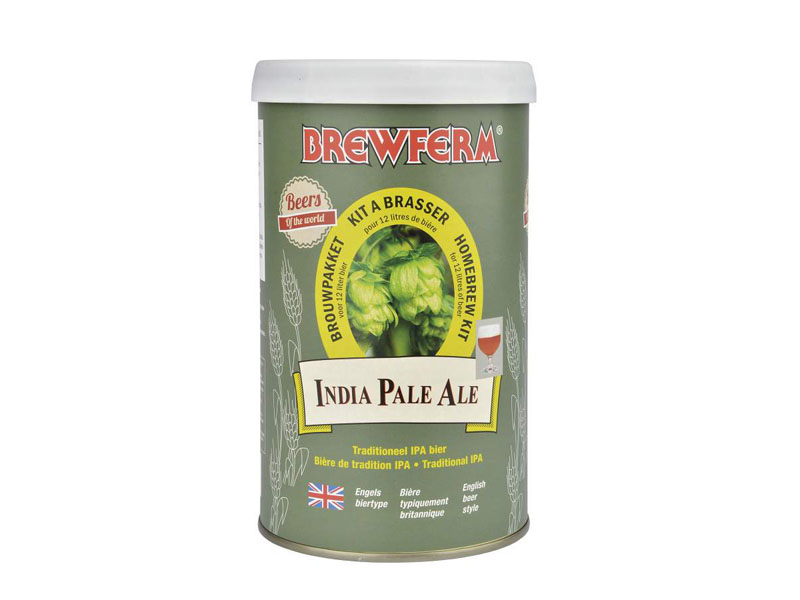 BREWFERM®
Beers
Of the world
KIT A BRASSER
pour 12 litres de bière
BROUWPAKKET
voor 12 liter bier
HOMEBREW KIT
for 12 litres of beer
INDIA PALE ALE
Traditioneel IPA bier
Bière de tradition IPA • Traditional IPA
Engels
biertype
Bière
typiquement
britannique
English
beer
style